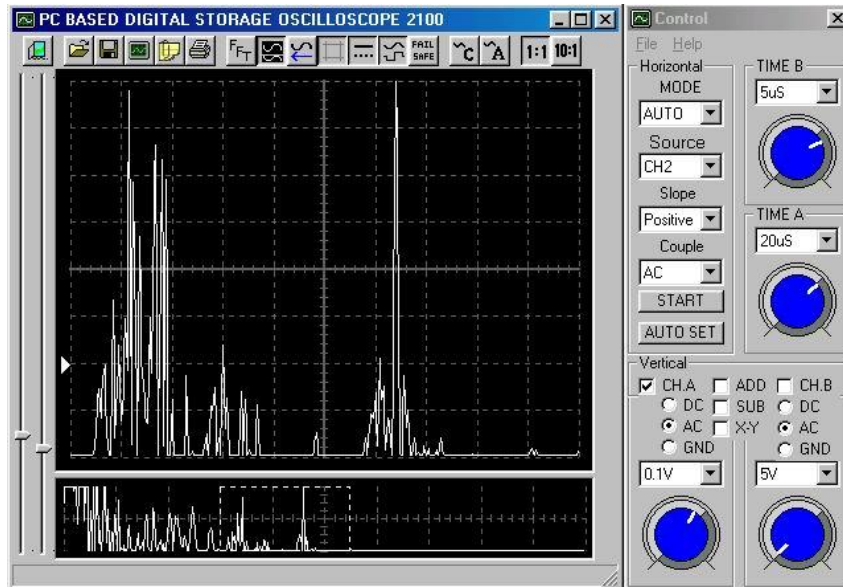 PC BASED DIGITAL STORAGE OSCILLOSCOPE 2100
FFT
FAIL SAFE
C
A
1:1
10:1
Control
File Help
Horizontal
MODE
AUTO
Source
CH2
Slope
Positive
Couple
AC
START
AUTO SET
TIME B
5uS
TIME A
20uS
Vertical
CH.A ADD CH.B
DC SUB DC
AC X-Y AC
GND GND
0.1V 5V